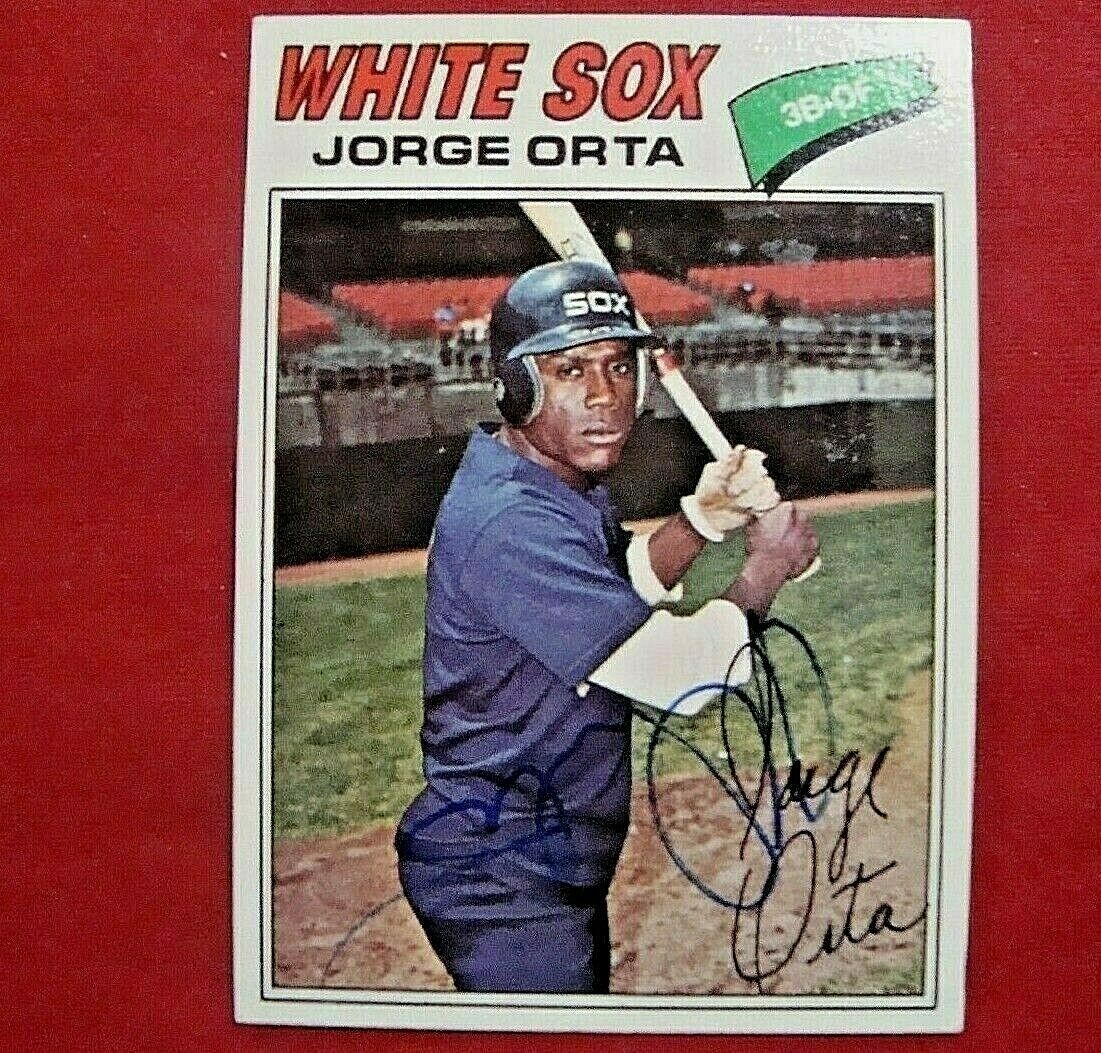 WHITE SOX
3B-OF
JORGE ORTA
SOX
Jorge
Orta